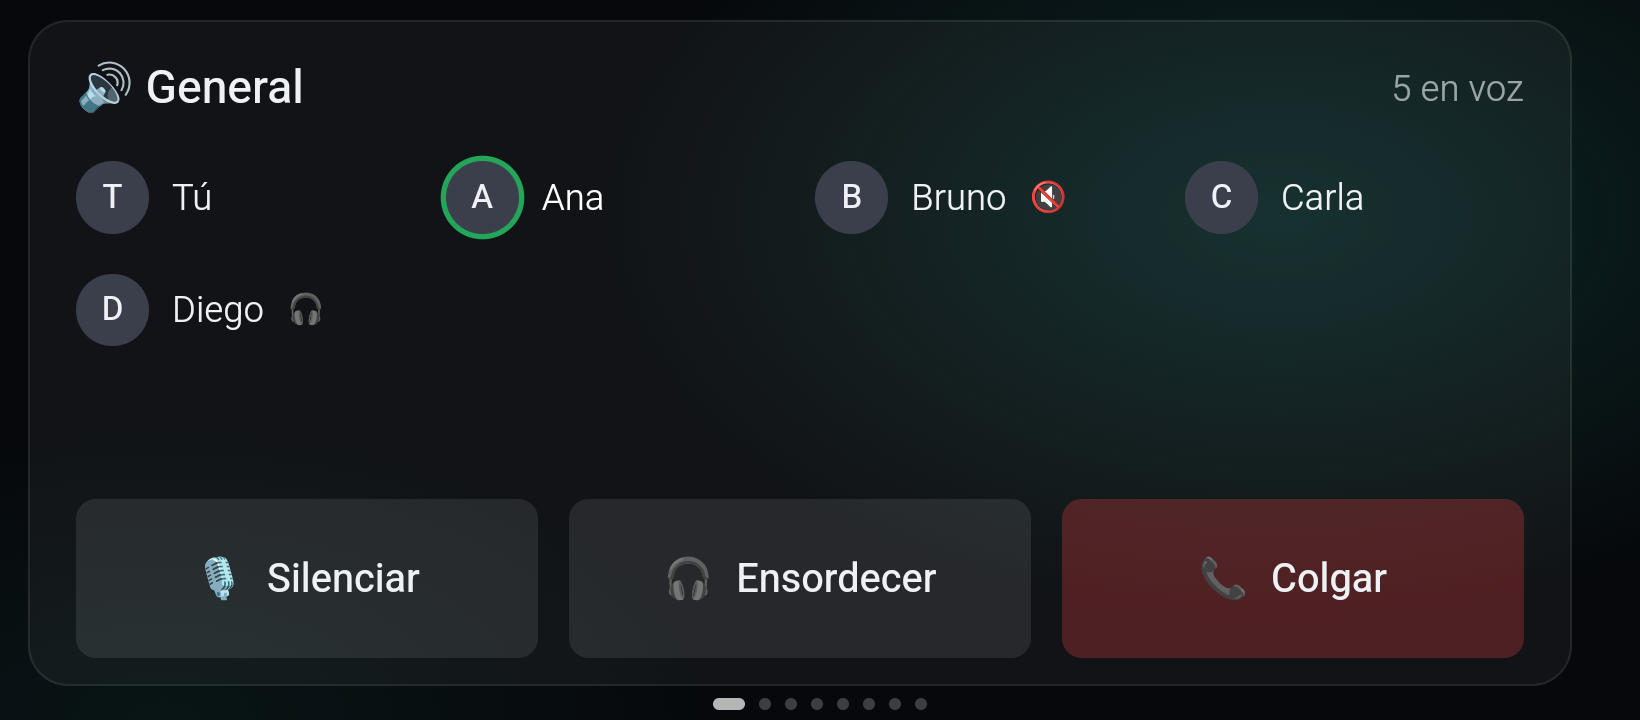 General
5 en voz
T Tú
A Ana
B Bruno
C Carla
D Diego
Silenciar
Ensordecer
Colgar